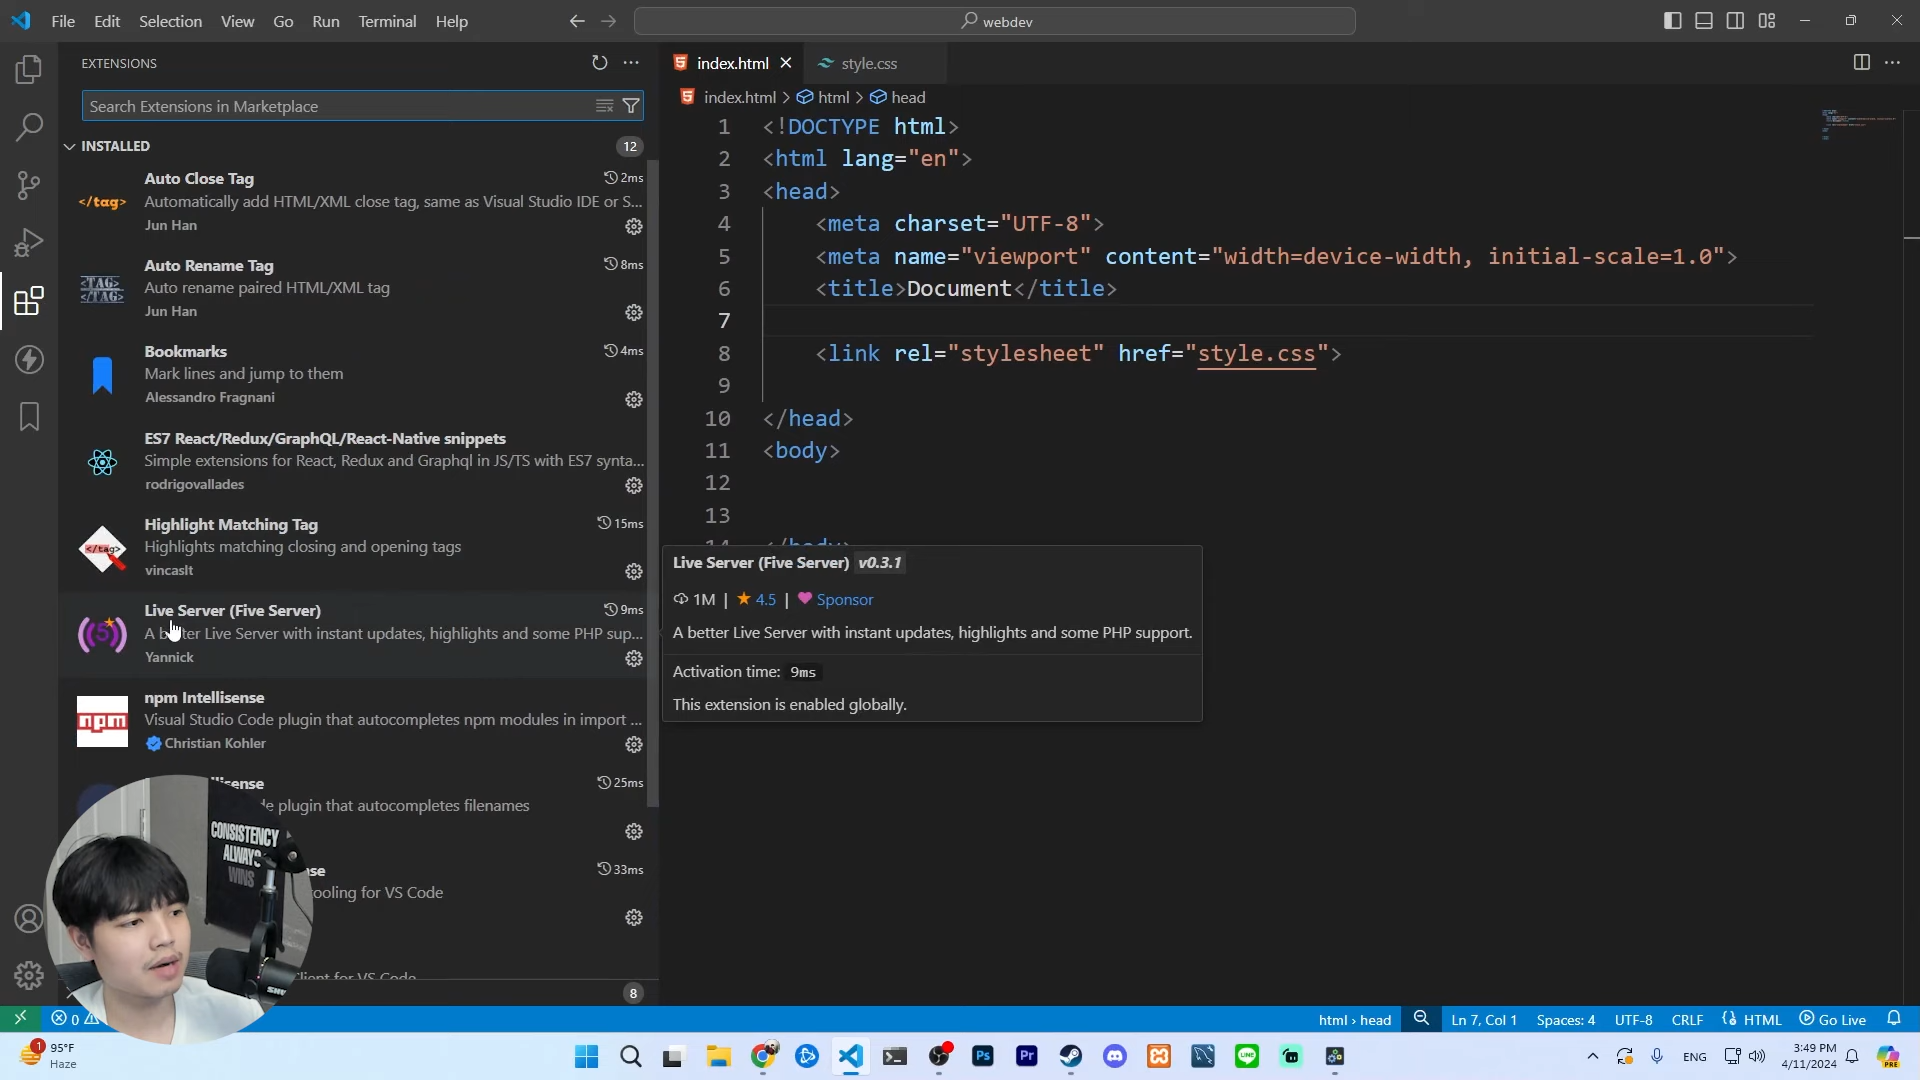 File Edit Selection View Go Run Terminal Help
webdev
EXTENSIONS
Search Extensions in Marketplace
INSTALLED 12
Auto Close Tag 2ms
</tag> Automatically add HTML/XML close tag, same as Visual Studio IDE or S...
Jun Han
Auto Rename Tag 8ms
<TAG> </TAG> Auto rename paired HTML/XML tag
Jun Han
Bookmarks 4ms
Mark lines and jump to them
Alessandro Fragnani
ES7 React/Redux/GraphQL/React-Native snippets
Simple extensions for React, Redux and Graphql in JS/TS with ES7 synta...
rodrigovallades
Highlight Matching Tag 15ms
</tag> Highlights matching closing and opening tags
vincaslt
Live Server (Five Server) 9ms
5 A better Live Server with instant updates, highlights and some PHP sup...
Yannick
npm Intellisense
npm Visual Studio Code plugin that autocompletes npm modules in import ...
Christian Kohler
25ms
plugin that autocompletes filenames
33ms
for VS Code
Client for VS Code
8
CONSISTENCY
ALWAYS
WINS
index.html style.css
index.html > html > head
1 <!DOCTYPE html>
2 <html lang="en">
3 <head>
4 <meta charset="UTF-8">
5 <meta name="viewport" content="width=device-width, initial-scale=1.0">
6 <title>Document</title>
7
8 <link rel="stylesheet" href="style.css">
9
10 </head>
11 <body>
12
13
14 </body>
Live Server (Five Server) v0.3.1
1M | 4.5 | Sponsor
A better Live Server with instant updates, highlights and some PHP support.
Activation time: 9ms
This extension is enabled globally.
0 html › head Ln 7, Col 1 Spaces: 4 UTF-8 CRLF HTML Go Live
1 95°F
Haze
Ps Pr LINE
ENG
3:49 PM
4/11/2024
PRE